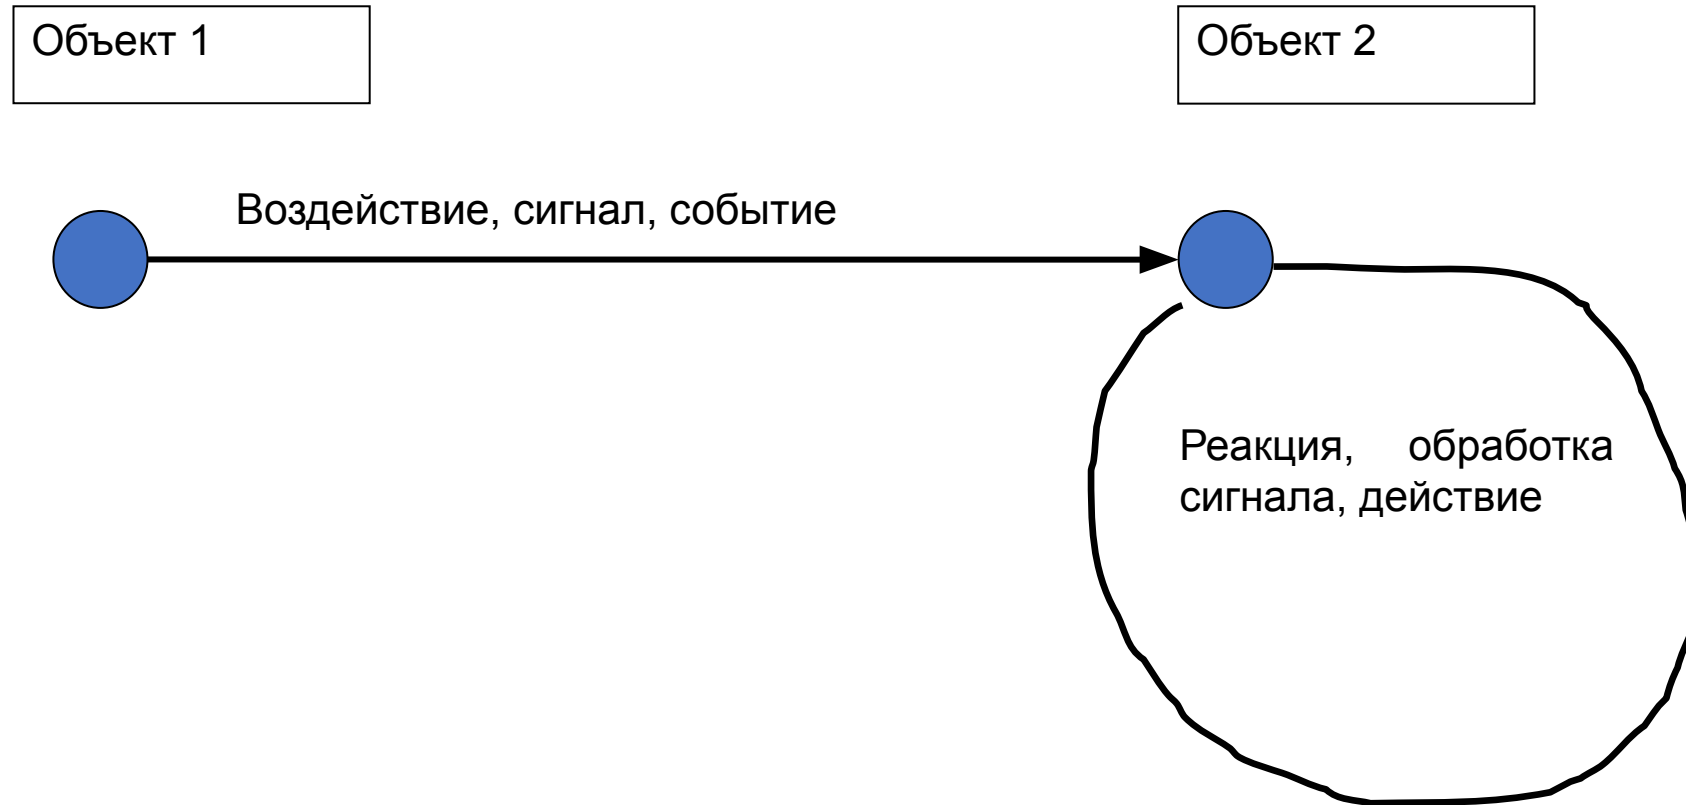 Объект 1
Объект 2
Воздействие, сигнал, событие
Реакция, обработка
сигнала, действие